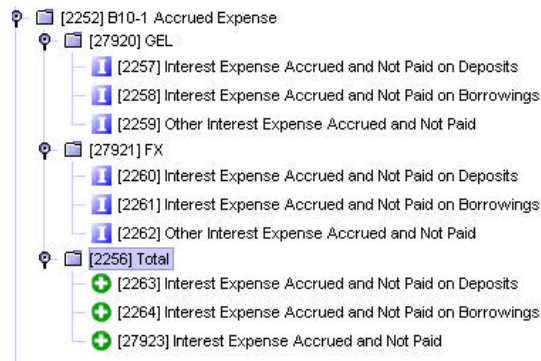 [2252] B10-1 Accrued Expense
[27920] GEL
[2257] Interest Expense Accrued and Not Paid on Deposits
[2258] Interest Expense Accrued and Not Paid on Borrowings
[2259] Other Interest Expense Accrued and Not Paid
[27921] FX
[2260] Interest Expense Accrued and Not Paid on Deposits
[2261] Interest Expense Accrued and Not Paid on Borrowings
[2262] Other Interest Expense Accrued and Not Paid
[2256] Total
[2263] Interest Expense Accrued and Not Paid on Deposits
[2264] Interest Expense Accrued and Not Paid on Borrowings
[27923] Interest Expense Accrued and Not Paid